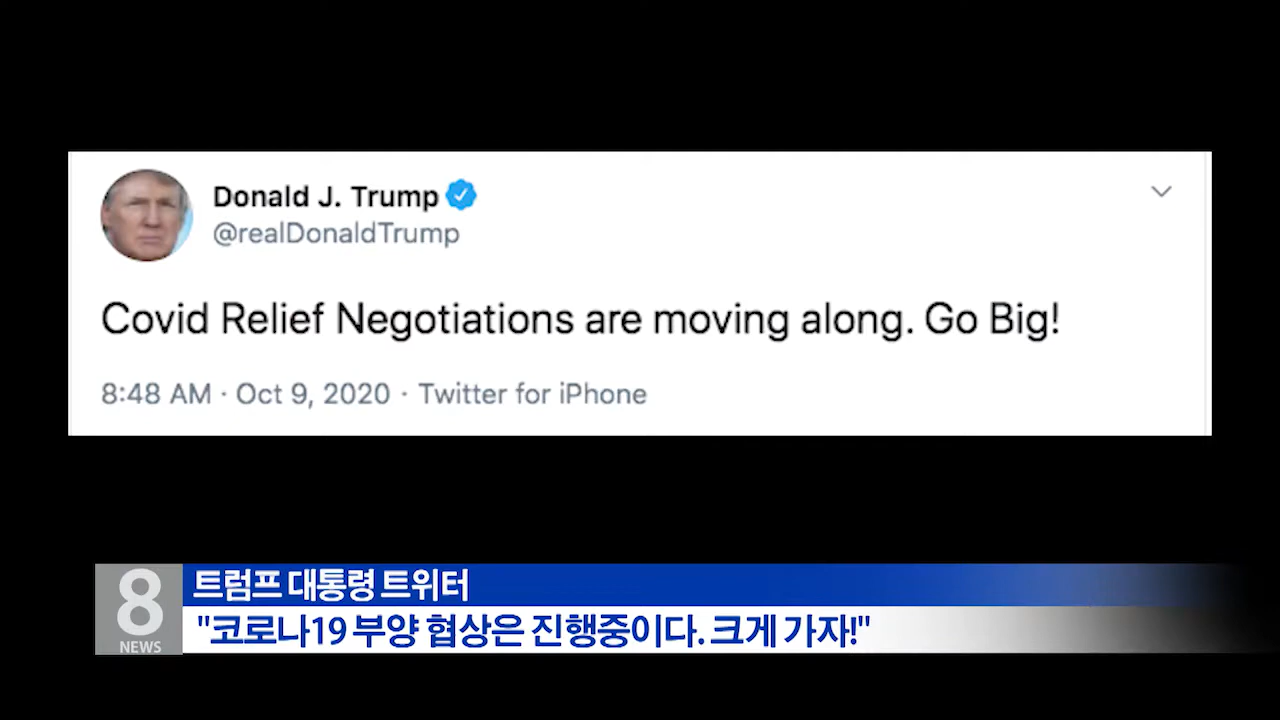 Donald J. Trump
@realDonaldTrump
Covid Relief Negotiations are moving along. Go Big!
8:48 AM · Oct 9, 2020 · Twitter for iPhone
8
NEWS
트럼프 대통령 트위터
"코로나19 부양 협상은 진행중이다. 크게 가자!"